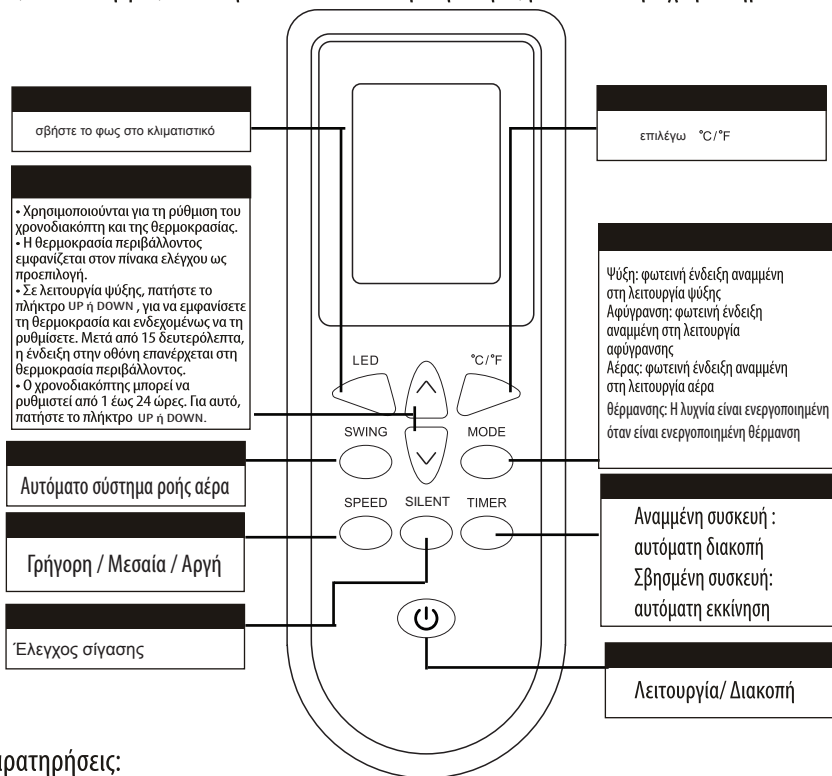 σβήστε το φως στο κλιματιστικό
• Χρησιμοποιούνται για τη ρύθμιση του
χρονοδιακόπτη και της θερμοκρασίας.
• Η θερμοκρασία περιβάλλοντος
εμφανίζεται στον πίνακα ελέγχου ως
προεπιλογή.
• Σε λειτουργία ψύξης, πατήστε το
πλήκτρο UP ή DOWN , για να εμφανίσετε
τη θερμοκρασία και ενδεχομένως να τη
ρυθμίσετε. Μετά από 15 δευτερόλεπτα,
η ένδειξη στην οθόνη επανέρχεται στη
θερμοκρασία περιβάλλοντος.
• Ο χρονοδιακόπτης μπορεί να
ρυθμιστεί από 1 έως 24 ώρες. Για αυτό,
πατήστε το πλήκτρο UP ή DOWN.
Αυτόματο σύστημα ροής αέρα
Γρήγορη / Μεσαία / Αργή
Έλεγχος σίγασης
LED
°C/°F
SWING
MODE
SPEED
SILENT
TIMER
επιλέγω °C/°F
Ψύξη: φωτεινή ένδειξη αναμμένη
στη λειτουργία ψύξης
Αφύγρανση: φωτεινή ένδειξη
αναμμένη στη λειτουργία
αφύγρανσης
Αέρας: φωτεινή ένδειξη αναμμένη
στη λειτουργία αέρα
θέρμανσης: Η λυχνία είναι ενεργοποιημένη
όταν είναι ενεργοποιημένη θέρμανση
Αναμμένη συσκευή :
αυτόματη διακοπή
Σβησμένη συσκευή:
αυτόματη εκκίνηση
Λειτουργία/ Διακοπή
αρατηρήσεις: